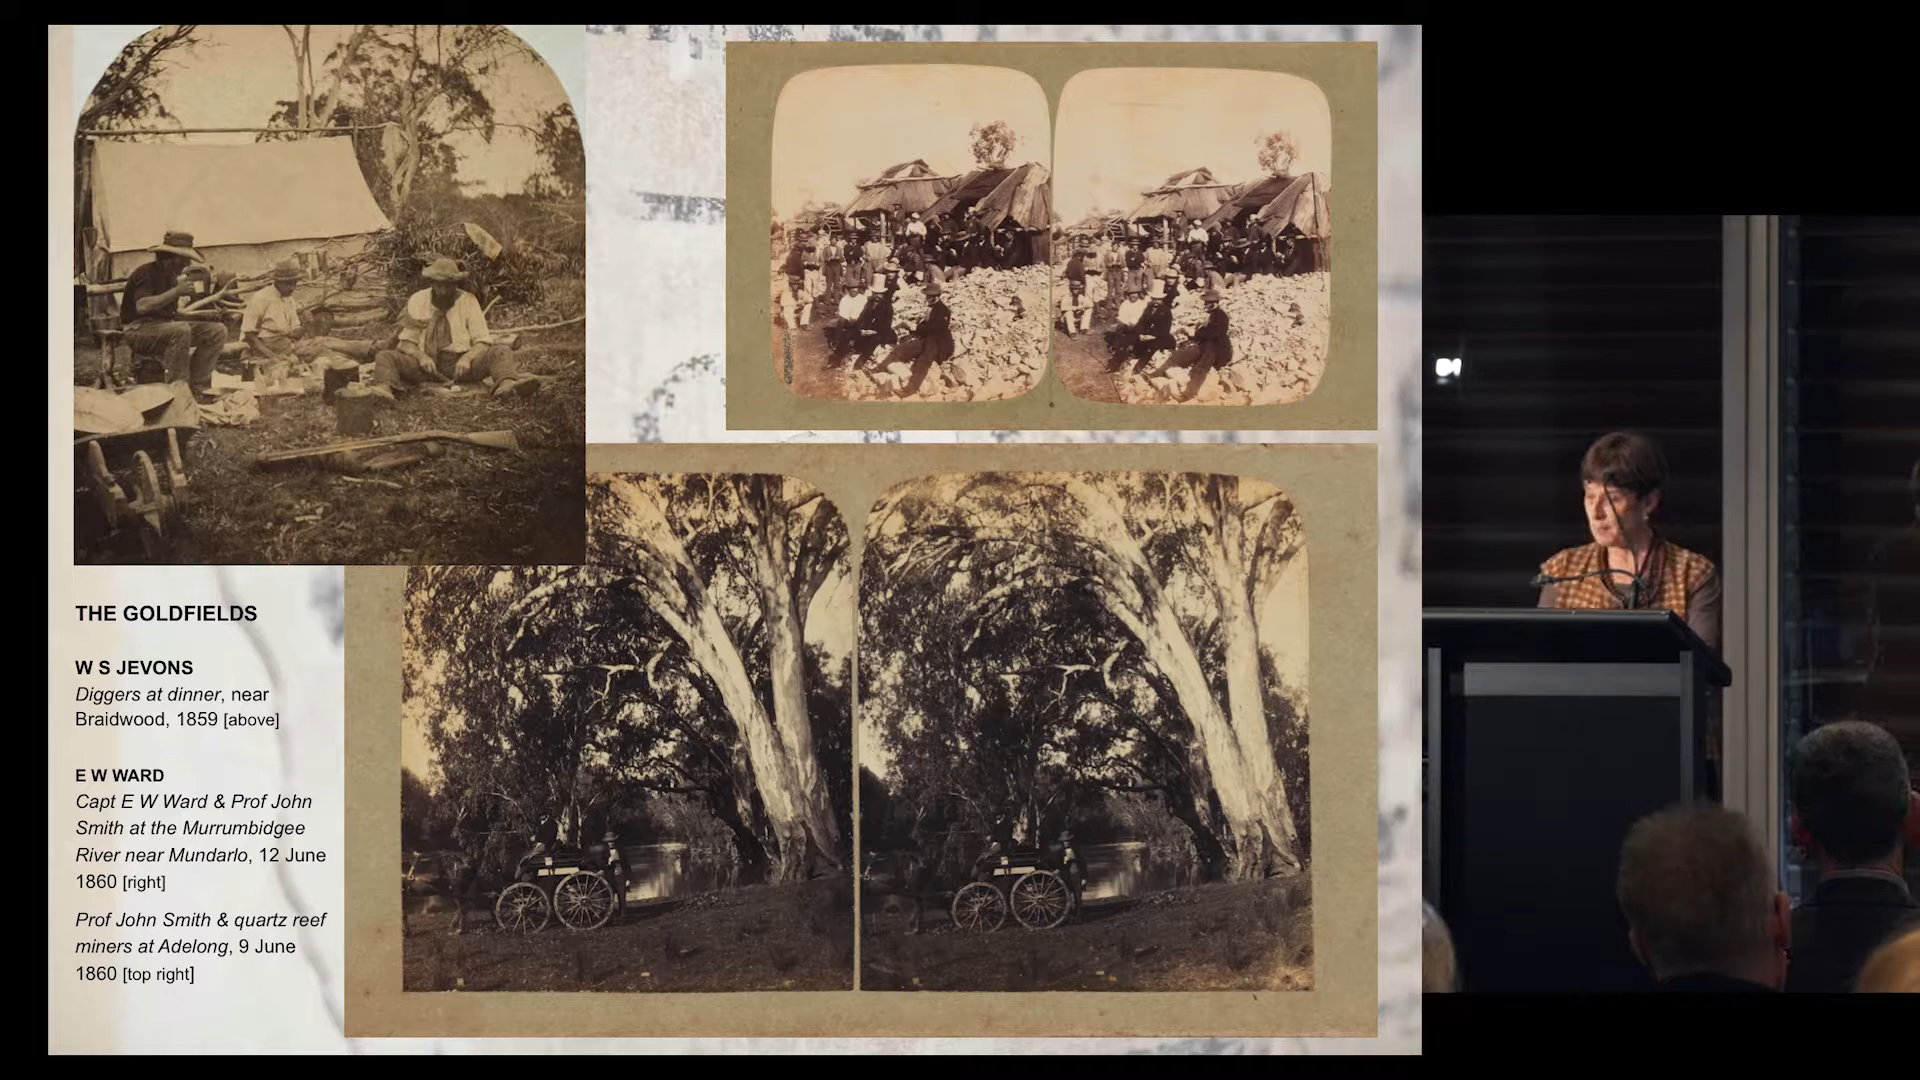 THE GOLDFIELDS
W S JEVONS
Diggers at dinner, near
Braidwood, 1859 [above]
E W WARD
Capt E W Ward & Prof John
Smith at the Murrumbidgee
River near Mundarlo, 12 June
1860 [right]
Prof John Smith & quartz reef
miners at Adelong, 9 June
1860 [top right]